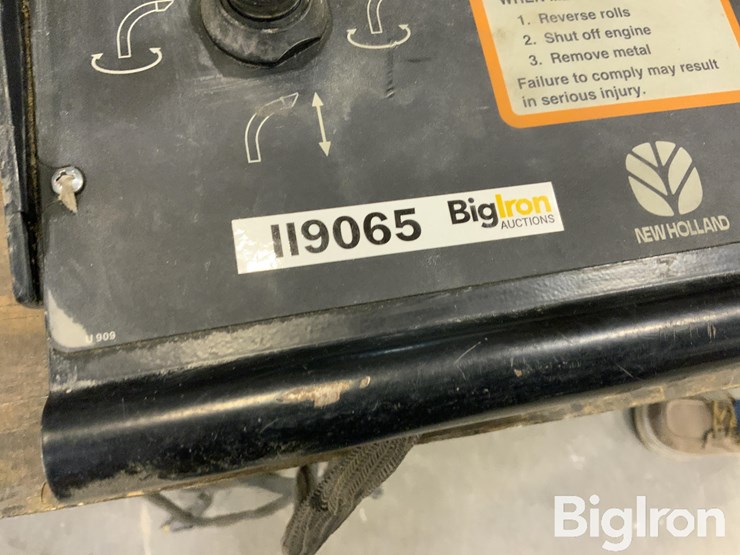 1. Reverse rolls
2. Shut off engine
3. Remove metal
Failure to comply may result
in serious injury.
NEW HOLLAND
II9065 BigIron
AUCTIONS
909
BigIron